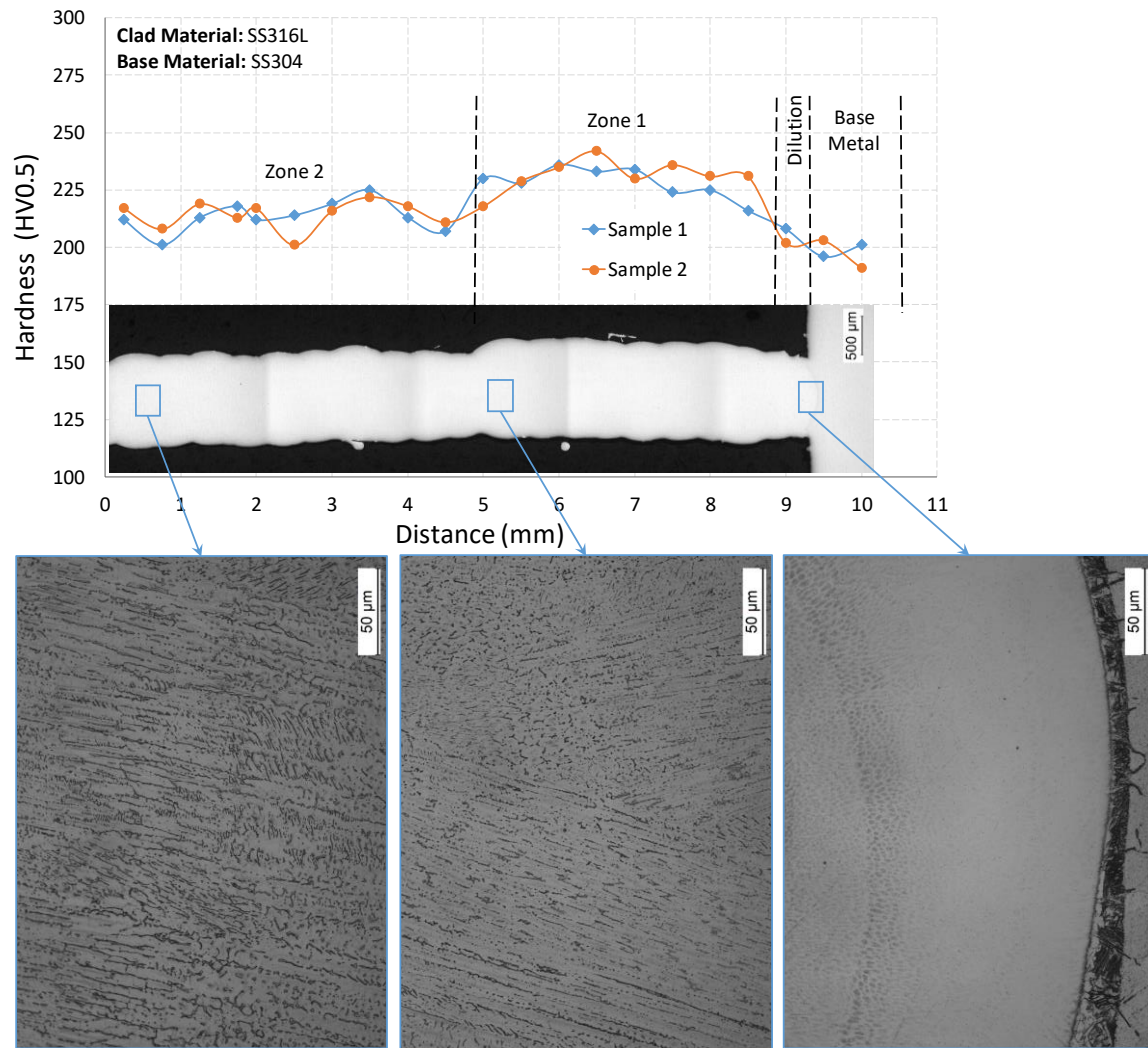 300
275
250
225
200
175
150
125
100
Hardness (HV0.5)
Clad Material: SS316L
Base Material: SS304
Zone 2
Zone 1
Dilution
Base
Metal
Sample 1
Sample 2
500 µm
0 1 2 3 4 5 6 7 8 9 10 11
Distance (mm)
50 µm
50 µm
50 µm